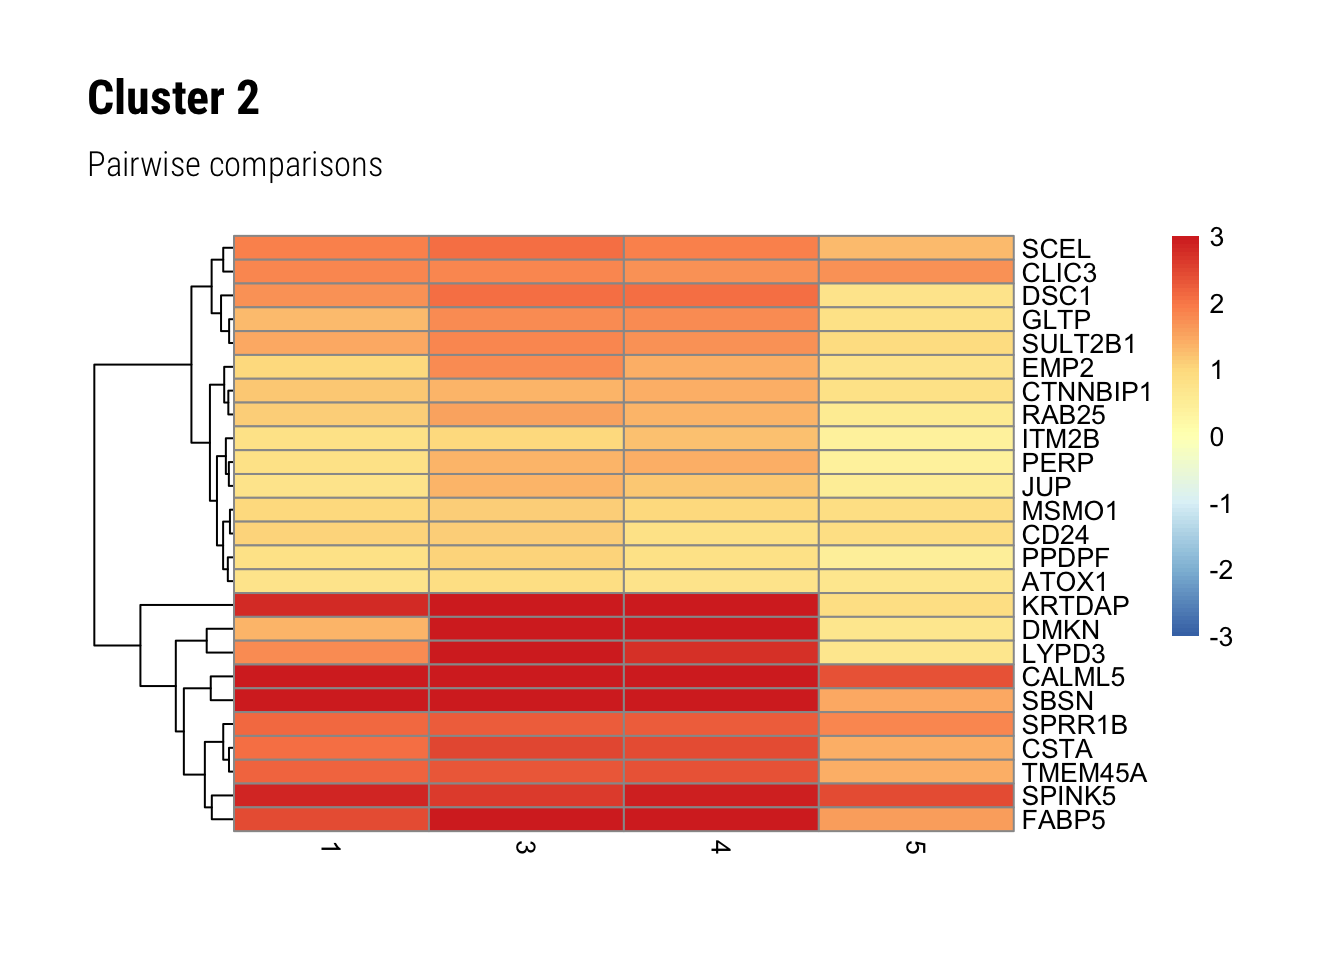 Cluster 2
Pairwise comparisons
SCEL
CLIC3
DSC1
GLTP
SULT2B1
EMP2
CTNNBIP1
RAB25
ITM2B
PERP
JUP
MSMO1
CD24
PPDPF
ATOX1
KRTDAP
DMKN
LYPD3
CALML5
SBSN
SPRR1B
CSTA
TMEM45A
SPINK5
FABP5
3
2
1
0
-1
-2
-3
1
3
4
5